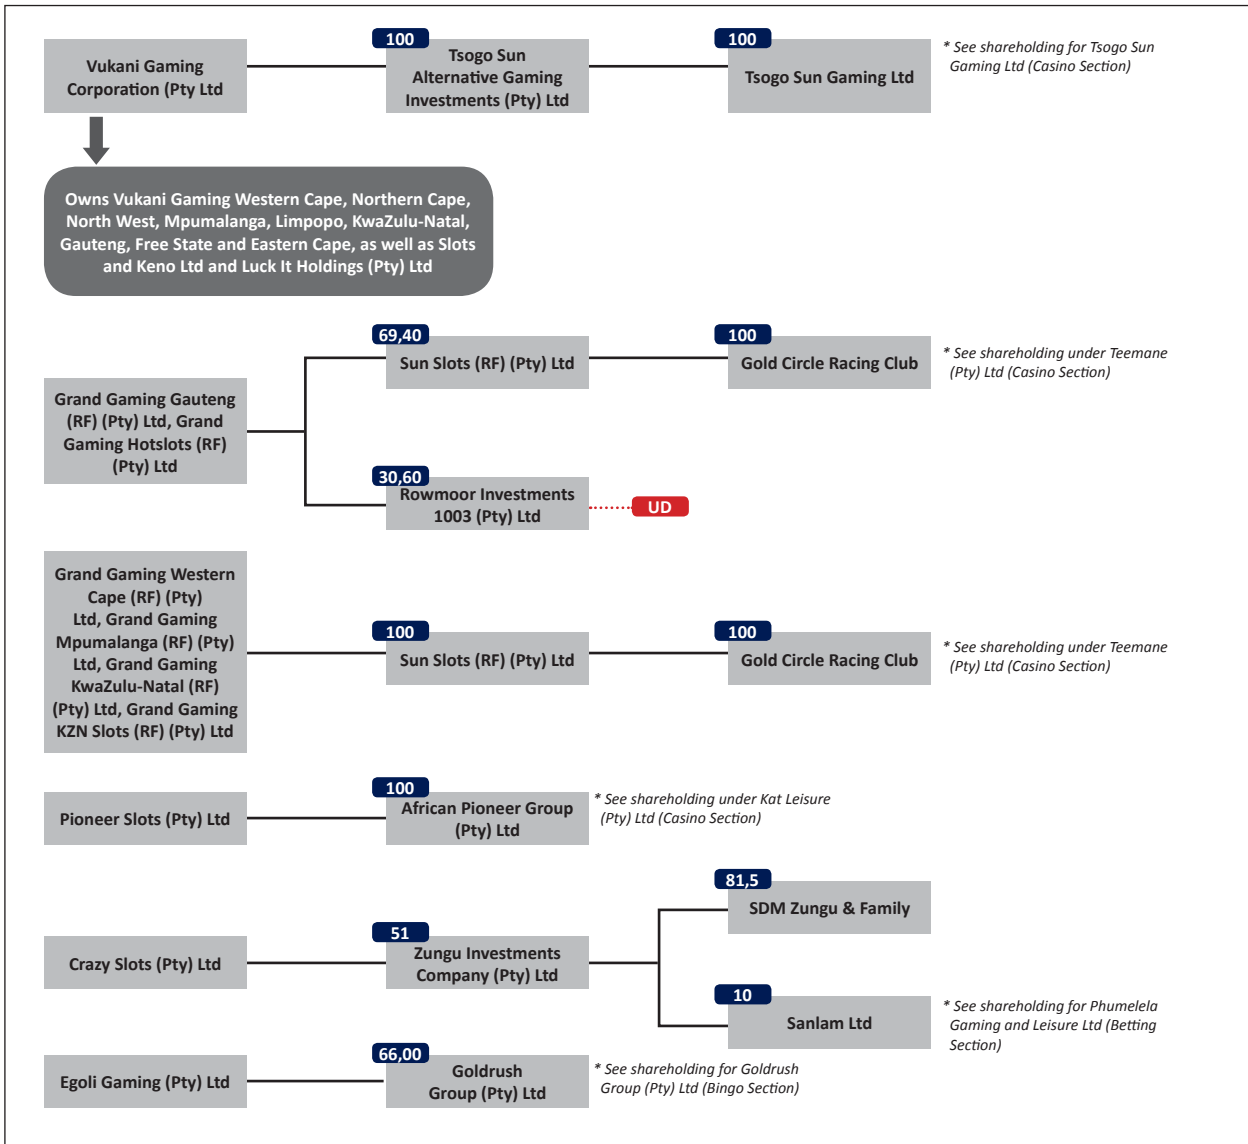 100
100
Vukani Gaming
Corporation (Pty Ltd
Tsogo Sun
Alternative Gaming
Investments (Pty) Ltd
Tsogo Sun Gaming Ltd
* See shareholding for Tsogo Sun
Gaming Ltd (Casino Section)
Owns Vukani Gaming Western Cape, Northern Cape,
North West, Mpumalanga, Limpopo, KwaZulu-Natal,
Gauteng, Free State and Eastern Cape, as well as Slots
and Keno Ltd and Luck It Holdings (Pty) Ltd
69,40
100
Sun Slots (RF) (Pty) Ltd
Gold Circle Racing Club
* See shareholding under Teemane
(Pty) Ltd (Casino Section)
Grand Gaming Gauteng
(RF) (Pty) Ltd, Grand
Gaming Hotslots (RF)
(Pty) Ltd
30,60
Rowmoor Investments
1003 (Pty) Ltd
UD
Grand Gaming Western
Cape (RF) (Pty)
Ltd, Grand Gaming
Mpumalanga (RF) (Pty)
Ltd, Grand Gaming
KwaZulu-Natal (RF)
(Pty) Ltd, Grand Gaming
KZN Slots (RF) (Pty) Ltd
100
100
Sun Slots (RF) (Pty) Ltd
Gold Circle Racing Club
* See shareholding under Teemane
(Pty) Ltd (Casino Section)
100
Pioneer Slots (Pty) Ltd
African Pioneer Group
(Pty) Ltd
* See shareholding under Kat Leisure
(Pty) Ltd (Casino Section)
81,5
SDM Zungu & Family
51
Crazy Slots (Pty) Ltd
Zungu Investments
Company (Pty) Ltd
10
Sanlam Ltd
* See shareholding for Phumelela
Gaming and Leisure Ltd (Betting
Section)
66,00
Egoli Gaming (Pty) Ltd
Goldrush
Group (Pty) Ltd
* See shareholding for Goldrush
Group (Pty) Ltd (Bingo Section)